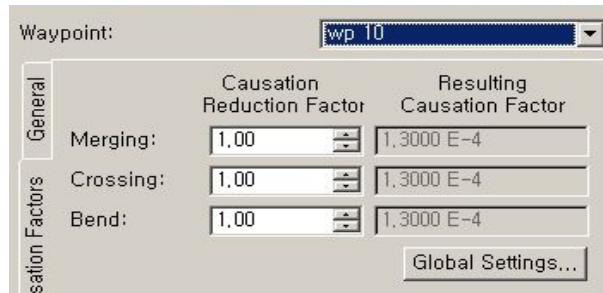 Waypoint: wp 10
General
Causation Resulting
Reduction Factor Causation Factor
Merging: 1,00 1,3000 E-4
Crossing: 1,00 1,3000 E-4
Bend: 1,00 1,3000 E-4
sation Factors
Global Settings...